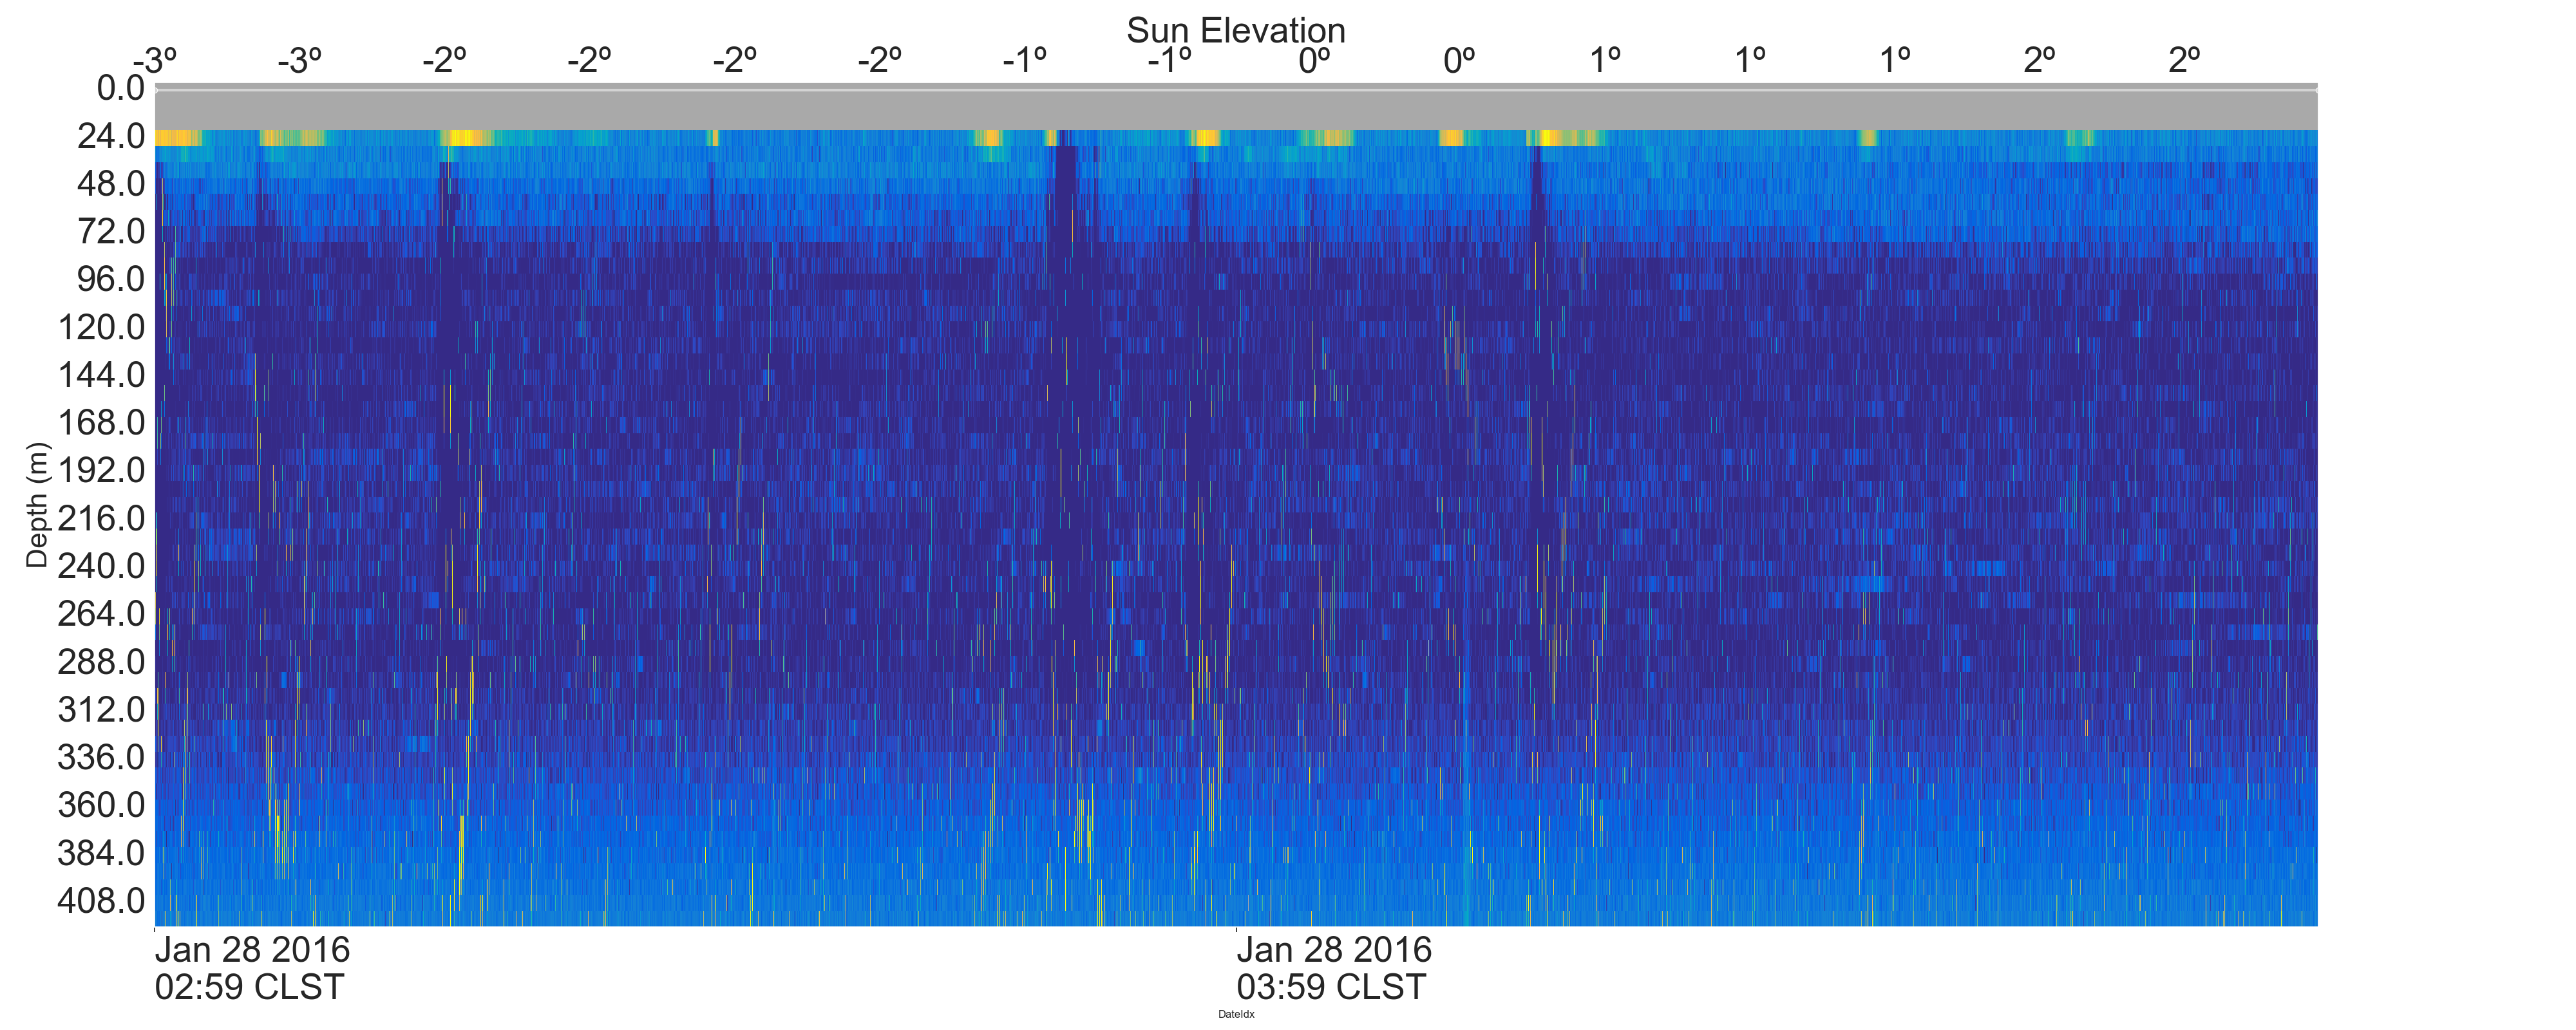 Sun Elevation
-3º -3º -2º -2º -2º -2º -1º -1º 0º 0º 1º 1º 1º 2º 2º
0.0
24.0
48.0
72.0
96.0
120.0
144.0
168.0
192.0
216.0
240.0
264.0
288.0
312.0
336.0
360.0
384.0
408.0
Depth (m)
Jan 28 2016
02:59 CLST
Jan 28 2016
03:59 CLST
DateIdx